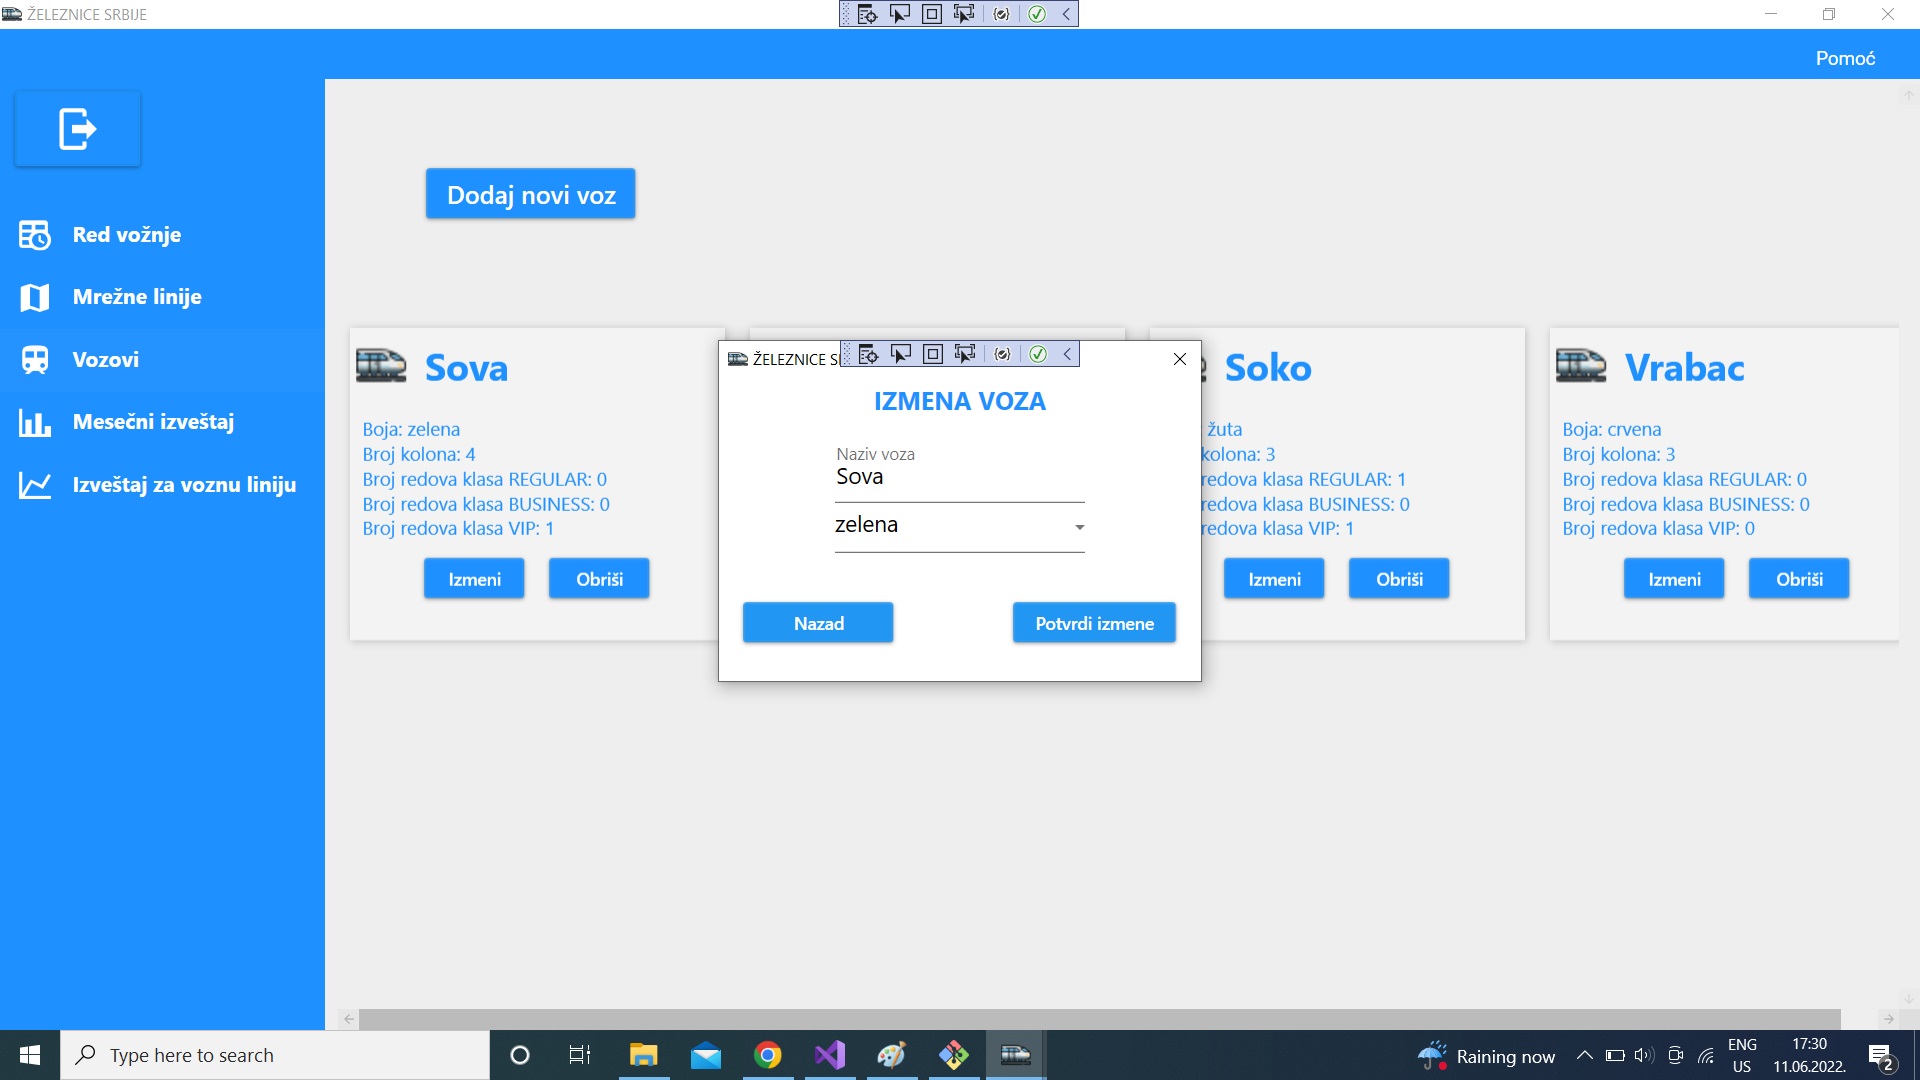 ŽELEZNICE SRBIJE
Pomoć
Dodaj novi voz
Red vožnje
Mrežne linije
Vozovi
Mesečni izveštaj
Izveštaj za voznu liniju
Sova
Boja: zelena
Broj kolona: 4
Broj redova klasa REGULAR: 0
Broj redova klasa BUSINESS: 0
Broj redova klasa VIP: 1
Izmeni
Obriši
ŽELEZNICE
IZMENA VOZA
Naziv voza
Sova
zelena
Nazad
Potvrdi izmene
Soko
žuta
kolona: 3
redova klasa REGULAR: 1
redova klasa BUSINESS: 0
redova klasa VIP: 1
Izmeni
Obriši
Vrabac
Boja: crvena
Broj kolona: 3
Broj redova klasa REGULAR: 0
Broj redova klasa BUSINESS: 0
Broj redova klasa VIP: 0
Izmeni
Obriši
Type here to search
Raining now
ENG
US
17:30
11.06.2022.
2